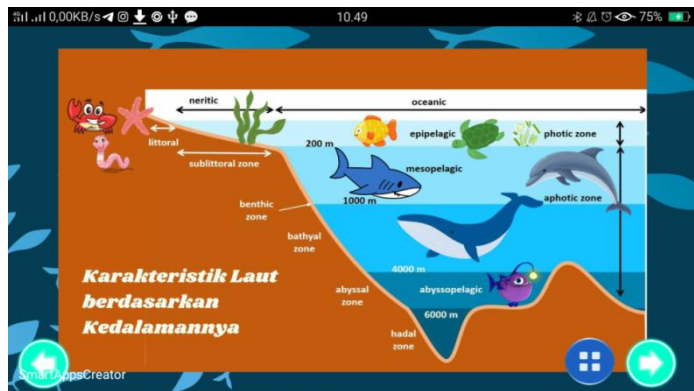 0,00KB/s
10.49
75%
neritic
oceanic
littoral
200 m
epipelagic
photic zone
sublittoral zone
mesopelagic
benthic
zone
1000 m
aphotic zone
bathyal
zone
4000 m
Karakteristik Laut
berdasarkan
Kedalamannya
abyssal
zone
abyssopelagic
6000 m
hadal
zone
SmartAppsCreator